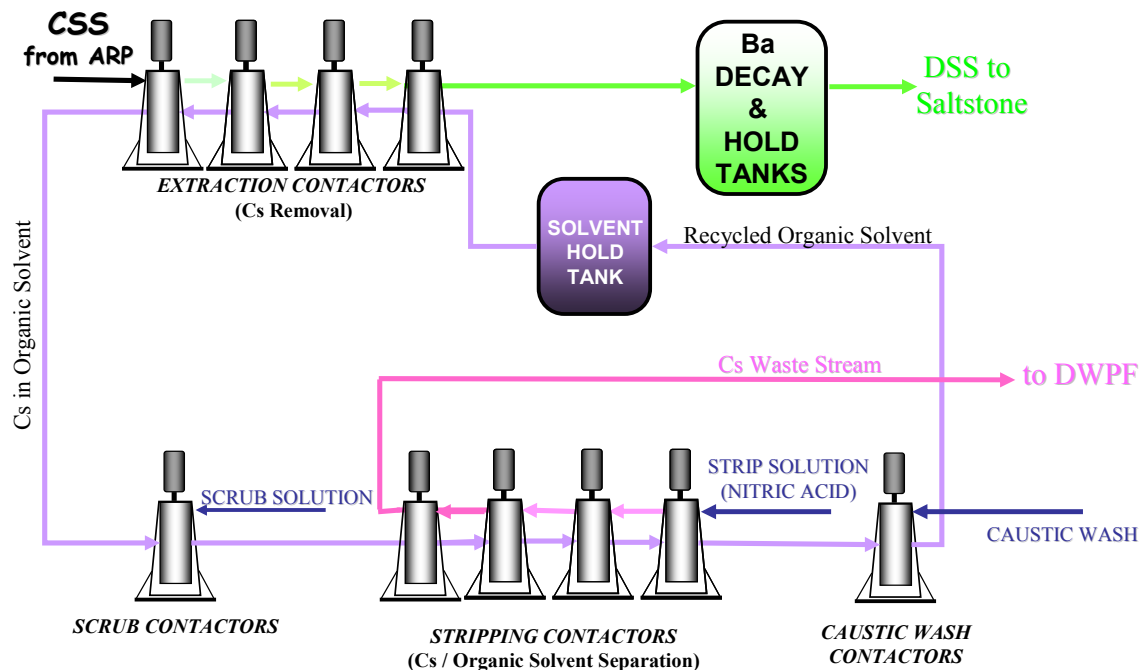 CSS
from ARP
Ba
DECAY
&
HOLD
TANKS
DSS to
Saltstone
EXTRACTION CONTACTORS
(Cs Removal)
SOLVENT
HOLD
TANK
Recycled Organic Solvent
Cs in Organic Solvent
Cs Waste Stream
to DWPF
SCRUB SOLUTION
STRIP SOLUTION
(NITRIC ACID)
CAUSTIC WASH
SCRUB CONTACTORS
STRIPPING CONTACTORS
(Cs / Organic Solvent Separation)
CAUSTIC WASH
CONTACTORS